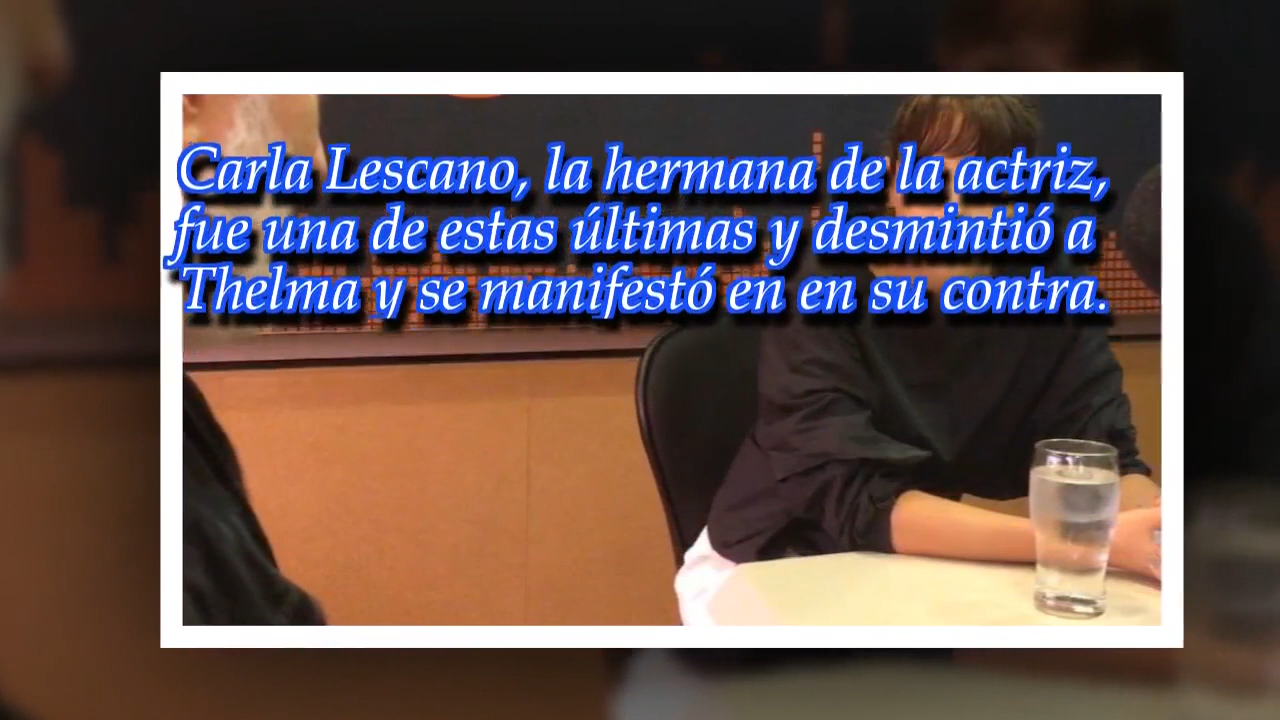 Carla Lescano, la hermana de la actriz,
fue una de estas últimas y desmintió a
Thelma y se manifestó en en su contra.